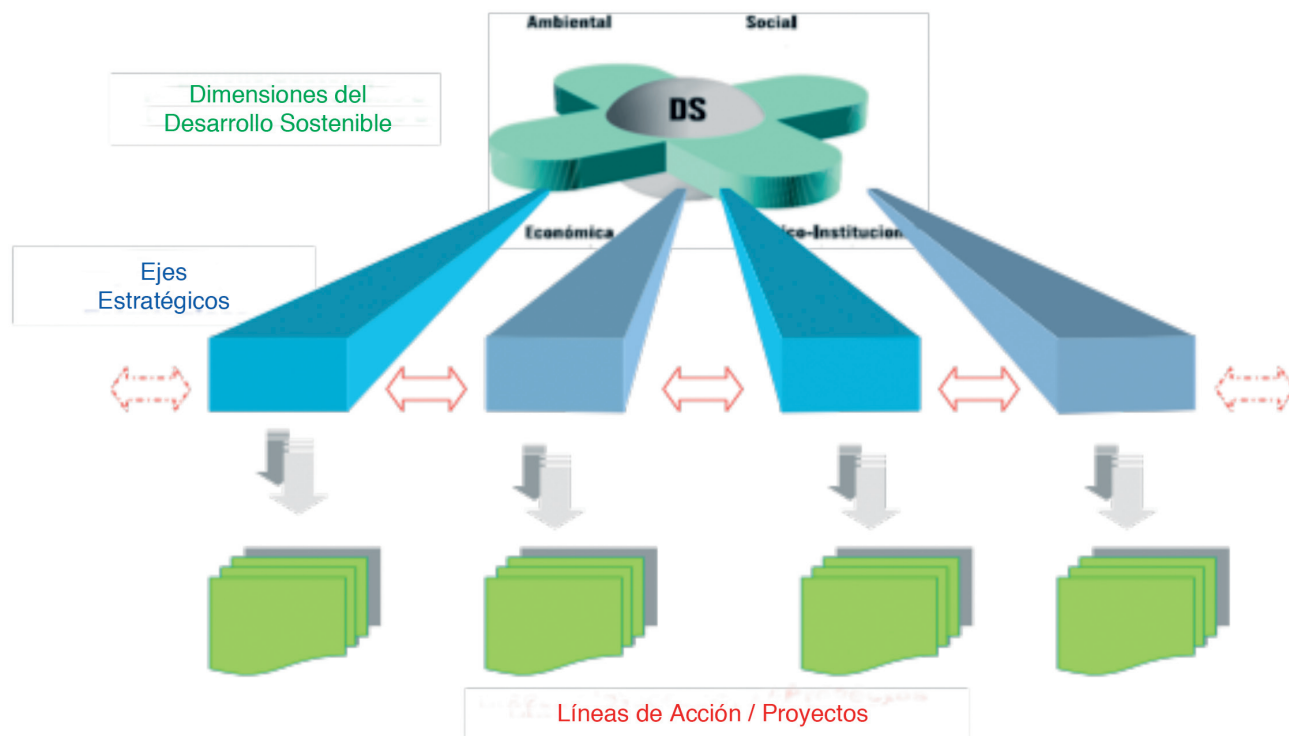 Ambiental Social
Dimensiones del
Desarrollo Sostenible
DS
Económica
Ejes
Estratégicos
Líneas de Acción / Proyectos